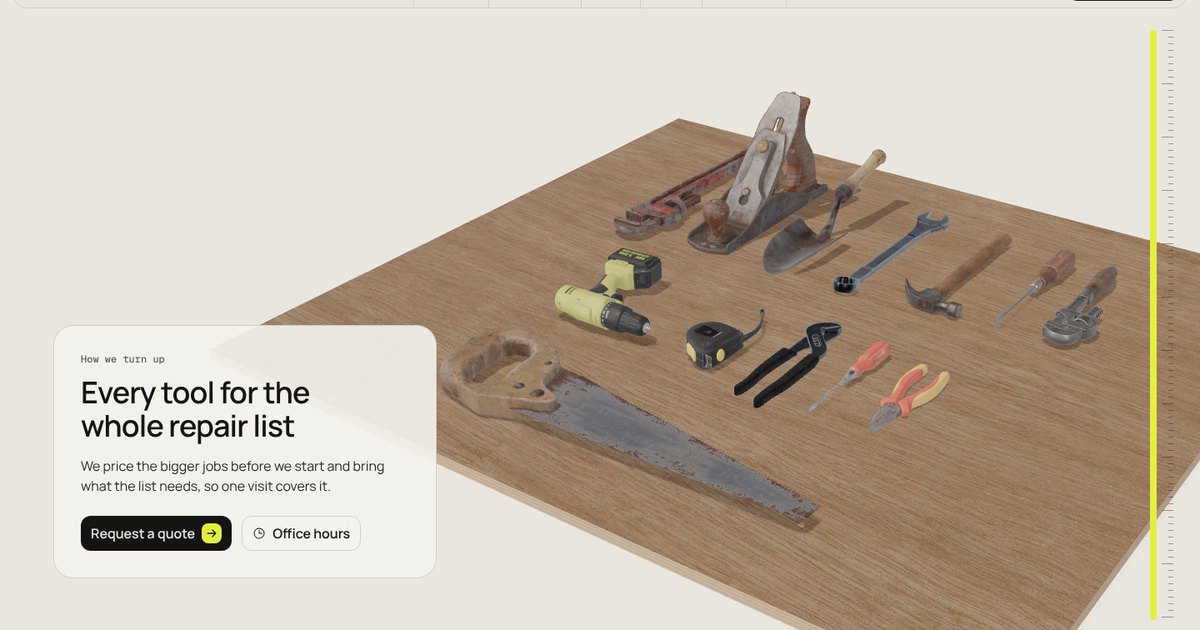 How we turn up
Every tool for the
whole repair list
We price the bigger jobs before we start and bring
what the list needs, so one visit covers it.
Request a quote
Office hours